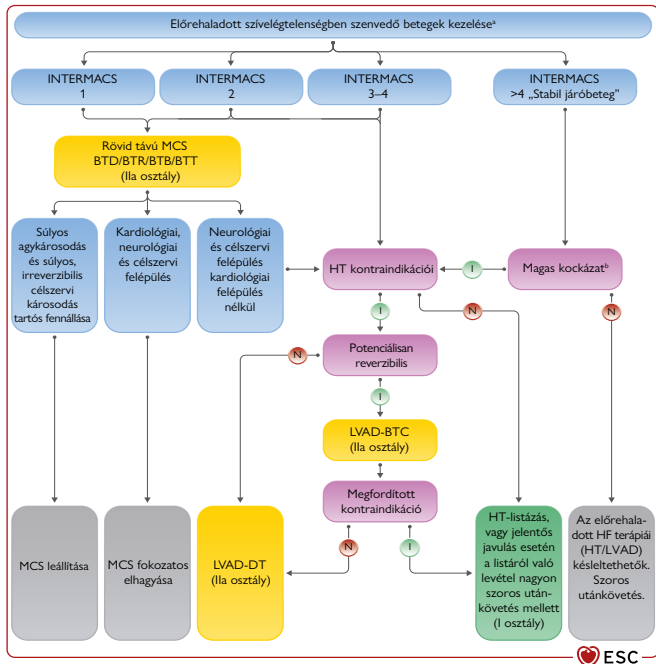 Előrehaladott szívelégtelenségben szenvedő betegek kezeléseᵃ
INTERMACS
1
INTERMACS
2
INTERMACS
3–4
INTERMACS
>4 „Stabil járóbeteg”
Rövid távú MCS
BTD/BTR/BTB/BTT
(IIa osztály)
Súlyos
agykárosodás
és súlyos,
irreverzibilis
célszervi
károsodás
tartós fennállása
Kardiológiai,
neurológiai
és célszervi
felépülés
Neurológiai
és célszervi
felépülés
kardiológiai
felépülés
nélkül
HT kontraindikációi
I
Magas kockázatᵇ
I
N
N
Potenciálisan
reverzibilis
N
I
LVAD-BTC
(IIa osztály)
Megfordított
kontraindikáció
N
I
MCS leállítása
MCS fokozatos
elhagyása
LVAD-DT
(IIa osztály)
HT-listázás,
vagy jelentős
javulás esetén
a listáról való
levétel nagyon
szoros után-
követés mellett
(I osztály)
Az előrehala-
dott HF terápiái
(HT/LVAD)
késleltethetők.
Szoros
utánkövetés.
ESC